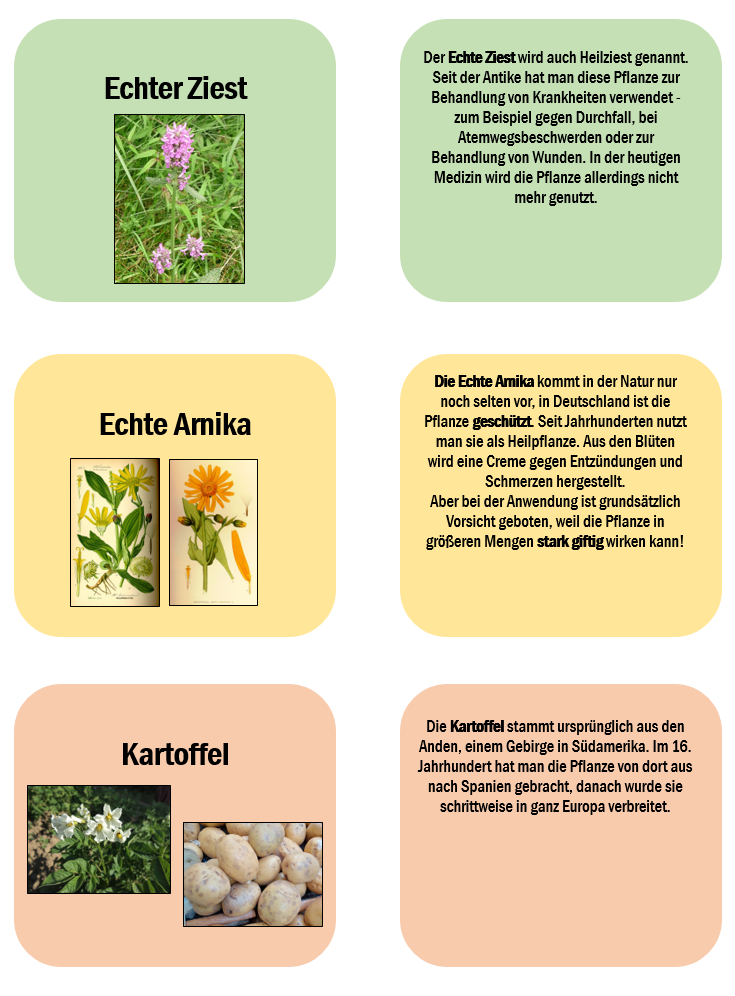 Echter Ziest
Der Echte Ziest wird auch Heilziest genannt.
Seit der Antike hat man diese Pflanze zur
Behandlung von Krankheiten verwendet -
zum Beispiel gegen Durchfall, bei
Atemwegsbeschwerden oder zur
Behandlung von Wunden. In der heutigen
Medizin wird die Pflanze allerdings nicht
mehr genutzt.
Echte Arnika
Die Echte Arnika kommt in der Natur nur
noch selten vor, in Deutschland ist die
Pflanze geschützt. Seit Jahrhunderten nutzt
man sie als Heilpflanze. Aus den Blüten
wird eine Creme gegen Entzündungen und
Schmerzen hergestellt.
Aber bei der Anwendung ist grundsätzlich
Vorsicht geboten, weil die Pflanze in
größeren Mengen stark giftig wirken kann!
Kartoffel
Die Kartoffel stammt ursprünglich aus den
Anden, einem Gebirge in Südamerika. Im 16.
Jahrhundert hat man die Pflanze von dort aus
nach Spanien gebracht, danach wurde sie
schrittweise in ganz Europa verbreitet.